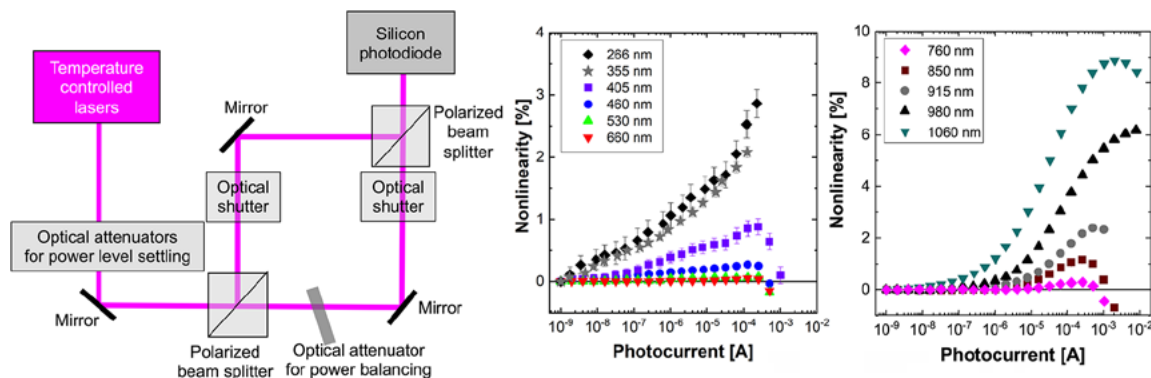 Temperature
controlled
lasers
Silicon
photodiode
Mirror
Polarized
beam
splitter
Optical
shutter
Optical
shutter
Optical attenuators
for power level settling
Mirror
Polarized
beam splitter
Optical attenuator
for power balancing
Mirror
Nonlinearity [%]
4
3
2
1
0
266 nm
355 nm
405 nm
460 nm
530 nm
660 nm
10-9 10-8 10-7 10-6 10-5 10-4 10-3 10-2
Photocurrent [A]
Nonlinearity [%]
10
8
6
4
2
0
760 nm
850 nm
915 nm
980 nm
1060 nm
10-9 10-8 10-7 10-6 10-5 10-4 10-3 10-2
Photocurrent [A]